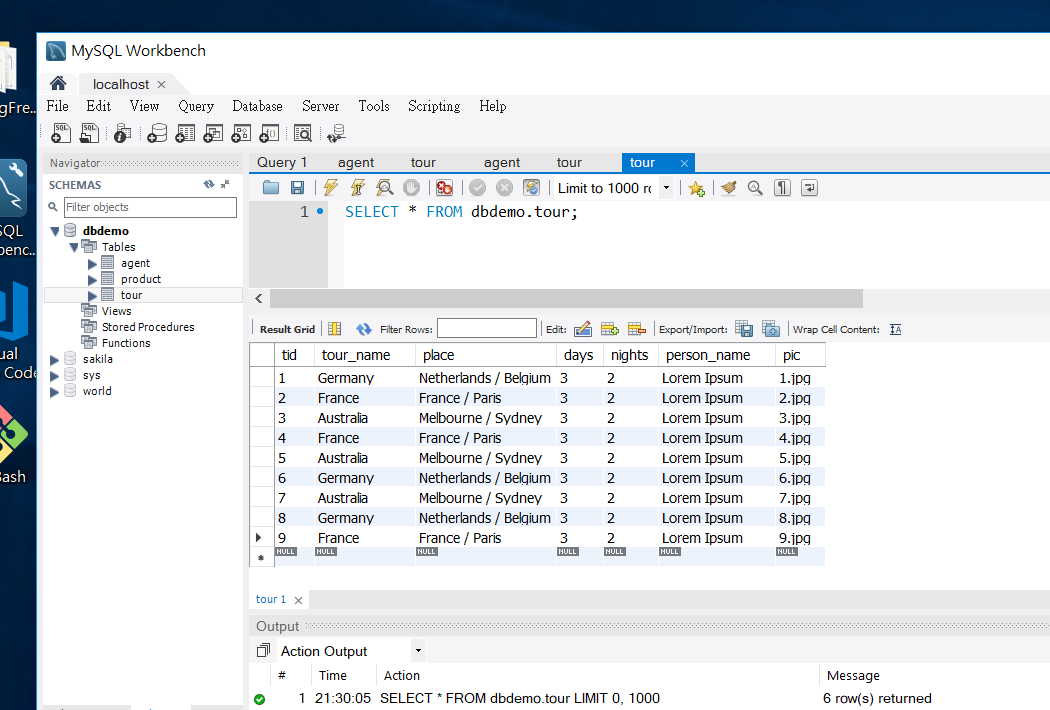 MySQL Workbench
localhost
File Edit View Query Database Server Tools Scripting Help
Navigator
SCHEMAS
Filter objects
dbdemo
Tables
agent
product
tour
Views
Stored Procedures
Functions
sakila
sys
world
Query 1 agent tour agent tour tour
Limit to 1000 rc
1 SELECT * FROM dbdemo.tour;
Result Grid Filter Rows: Edit: Export/Import: Wrap Cell Content:
tid tour_name place days nights person_name pic
1 Germany Netherlands / Belgium 3 2 Lorem Ipsum 1.jpg
2 France France / Paris 3 2 Lorem Ipsum 2.jpg
3 Australia Melbourne / Sydney 3 2 Lorem Ipsum 3.jpg
4 France France / Paris 3 2 Lorem Ipsum 4.jpg
5 Australia Melbourne / Sydney 3 2 Lorem Ipsum 5.jpg
6 Germany Netherlands / Belgium 3 2 Lorem Ipsum 6.jpg
7 Australia Melbourne / Sydney 3 2 Lorem Ipsum 7.jpg
8 Germany Netherlands / Belgium 3 2 Lorem Ipsum 8.jpg
9 France France / Paris 3 2 Lorem Ipsum 9.jpg
NULL NULL NULL NULL NULL NULL NULL
tour 1
Output
Action Output
# Time Action Message
1 21:30:05 SELECT * FROM dbdemo.tour LIMIT 0, 1000 6 row(s) returned
gFre...
SQL
benc...
ual
Code
Bash